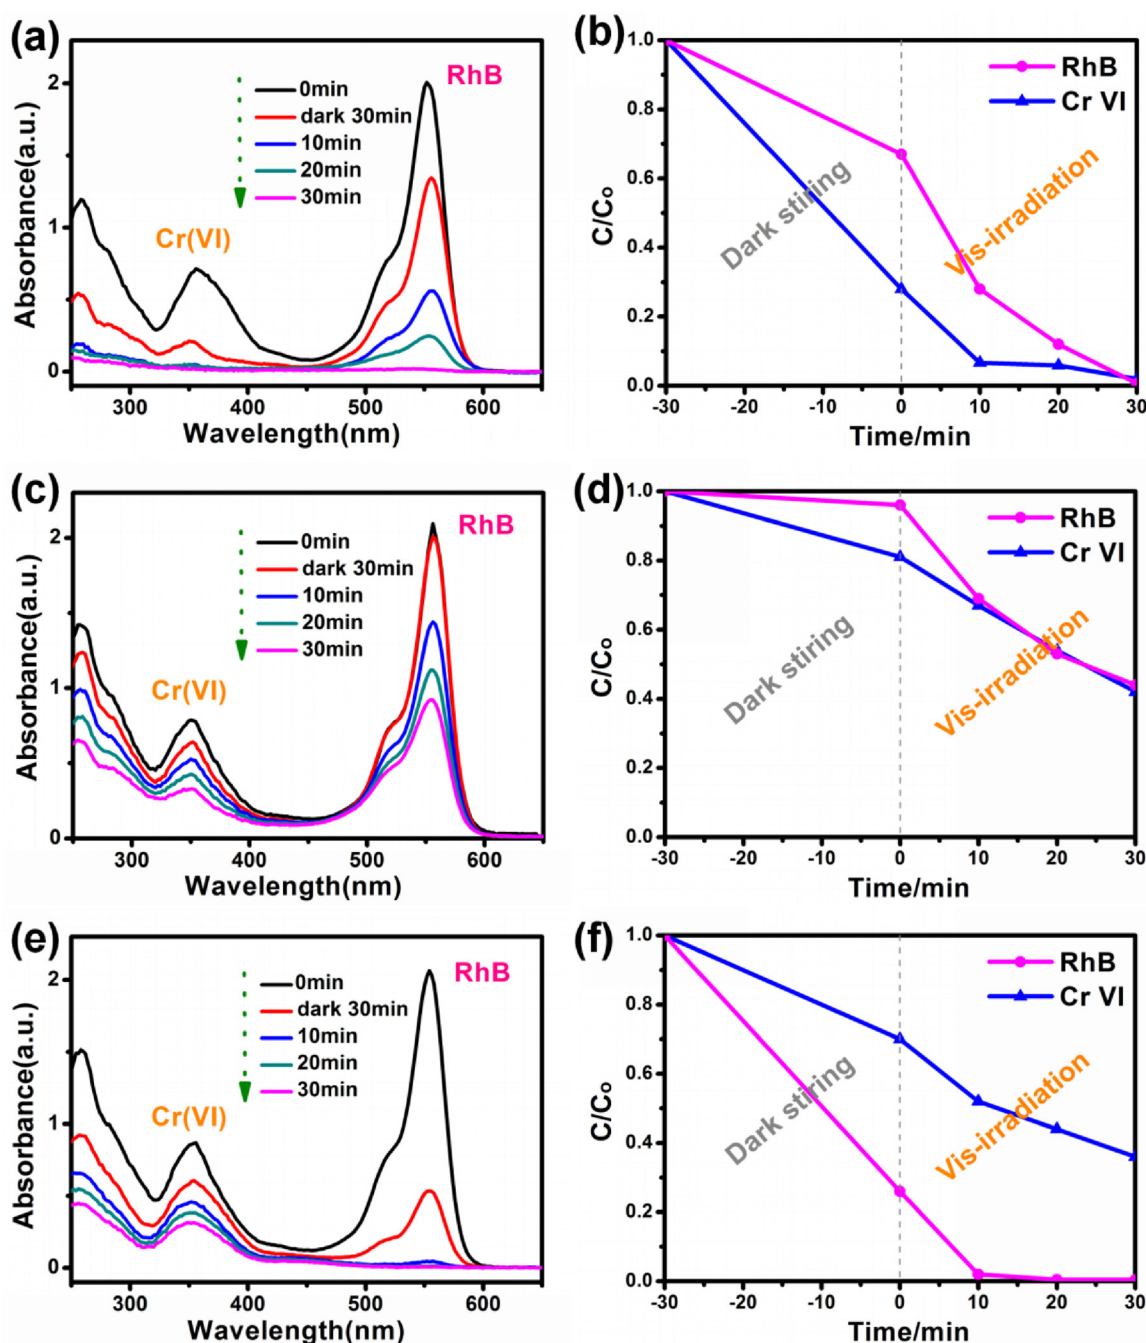 (a)
RhB
0min
dark 30min
10min
20min
30min
Cr(VI)
Absorbance(a.u.)
2
1
0
300
400
500
600
Wavelength(nm)
(b)
RhB
Cr VI
Dark stiring
Vis-irradiation
C/Co
1.0
0.8
0.6
0.4
0.2
0.0
-30
-20
-10
0
10
20
30
Time/min
(c)
RhB
0min
dark 30min
10min
20min
30min
Cr(VI)
Absorbance(a.u.)
2
1
0
300
400
500
600
Wavelength(nm)
(d)
RhB
Cr VI
Dark stiring
Vis-irradiation
C/Co
1.0
0.8
0.6
0.4
0.2
0.0
-30
-20
-10
0
10
20
30
Time/min
(e)
RhB
0min
dark 30min
10min
20min
30min
Cr(VI)
Absorbance(a.u.)
2
1
0
300
400
500
600
Wavelength(nm)
(f)
RhB
Cr VI
Dark stiring
Vis-irradiation
C/Co
1.0
0.8
0.6
0.4
0.2
0.0
-30
-20
-10
0
10
20
30
Time/min